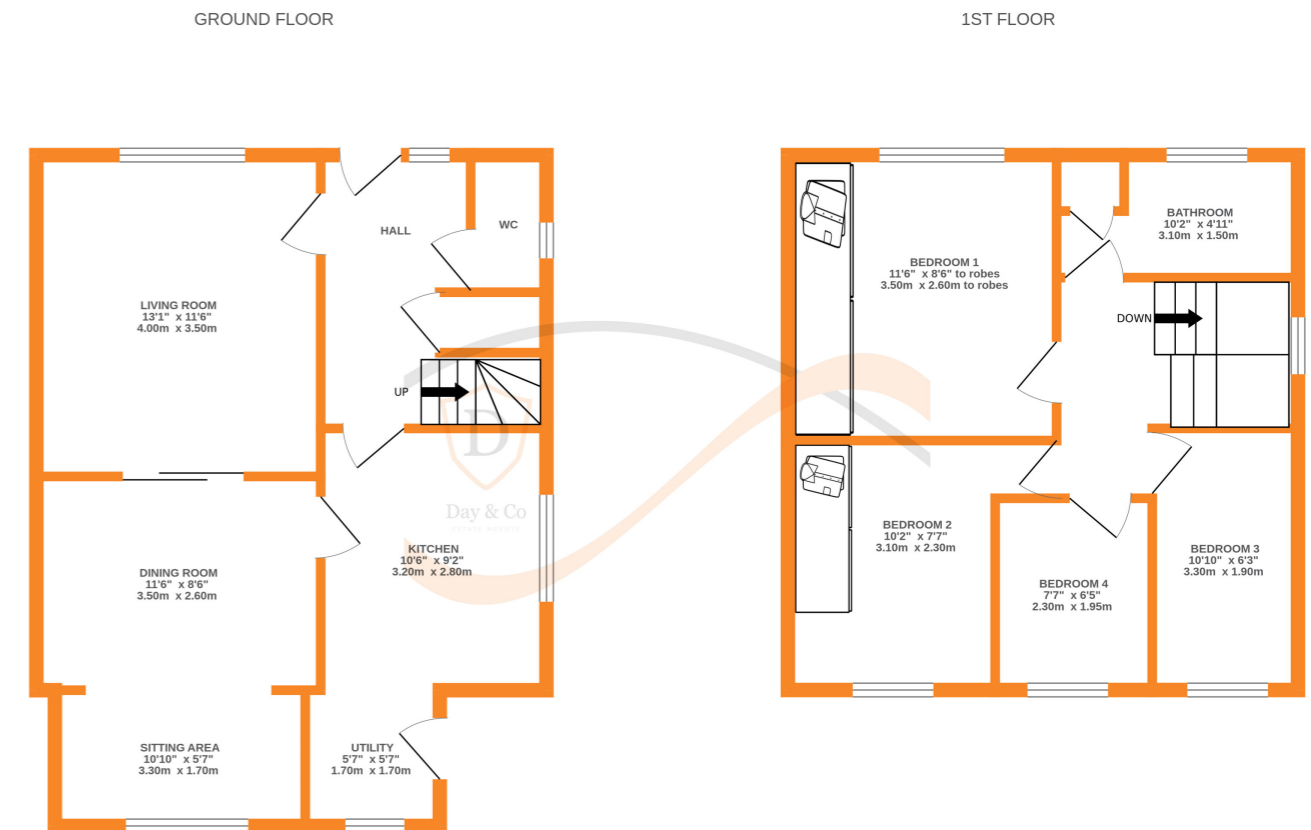 GROUND FLOOR
1ST FLOOR
LIVING ROOM
13'1" x 11'6"
4.00m x 3.50m
HALL
WC
UP
DINING ROOM
11'6" x 8'6"
3.50m x 2.60m
KITCHEN
10'6" x 9'2"
3.20m x 2.80m
SITTING AREA
10'10" x 5'7"
3.30m x 1.70m
UTILITY
5'7" x 5'7"
1.70m x 1.70m
D
Day & Co
ESTATE AGENTS
BEDROOM 1
11'6" x 8'6" to robes
3.50m x 2.60m to robes
BATHROOM
10'2" x 4'11"
3.10m x 1.50m
DOWN
BEDROOM 2
10'2" x 7'7"
3.10m x 2.30m
BEDROOM 4
7'7" x 6'5"
2.30m x 1.95m
BEDROOM 3
10'10" x 6'3"
3.30m x 1.90m